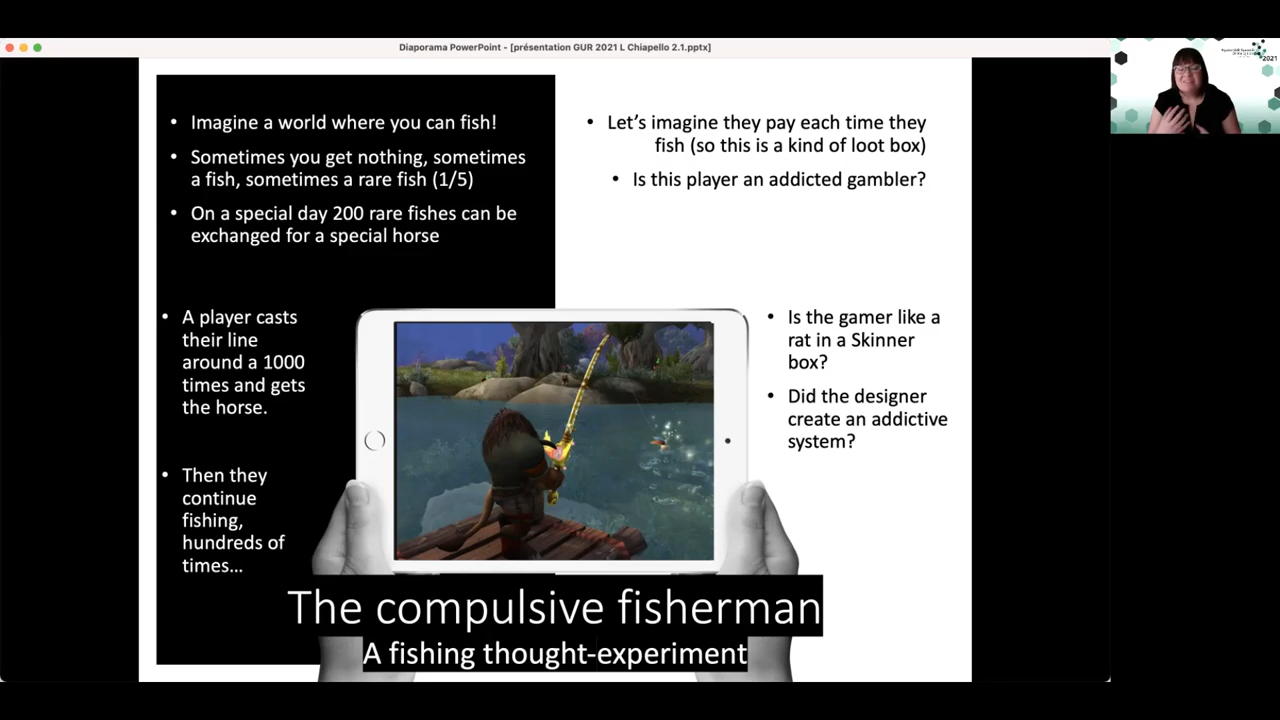 Diaporama PowerPoint - [présentation GUR 2021 L Chiapello 2.1.pptx]
2021
• Imagine a world where you can fish!
• Sometimes you get nothing, sometimes
a fish, sometimes a rare fish (1/5)
• On a special day 200 rare fishes can be
exchanged for a special horse
• A player casts
their line
around a 1000
times and gets
the horse.
• Then they
continue
fishing,
hundreds of
times…
• Let's imagine they pay each time they
fish (so this is a kind of loot box)
• Is this player an addicted gambler?
• Is the gamer like a
rat in a Skinner
box?
• Did the designer
create an addictive
system?
The compulsive fisherman
A fishing thought-experiment